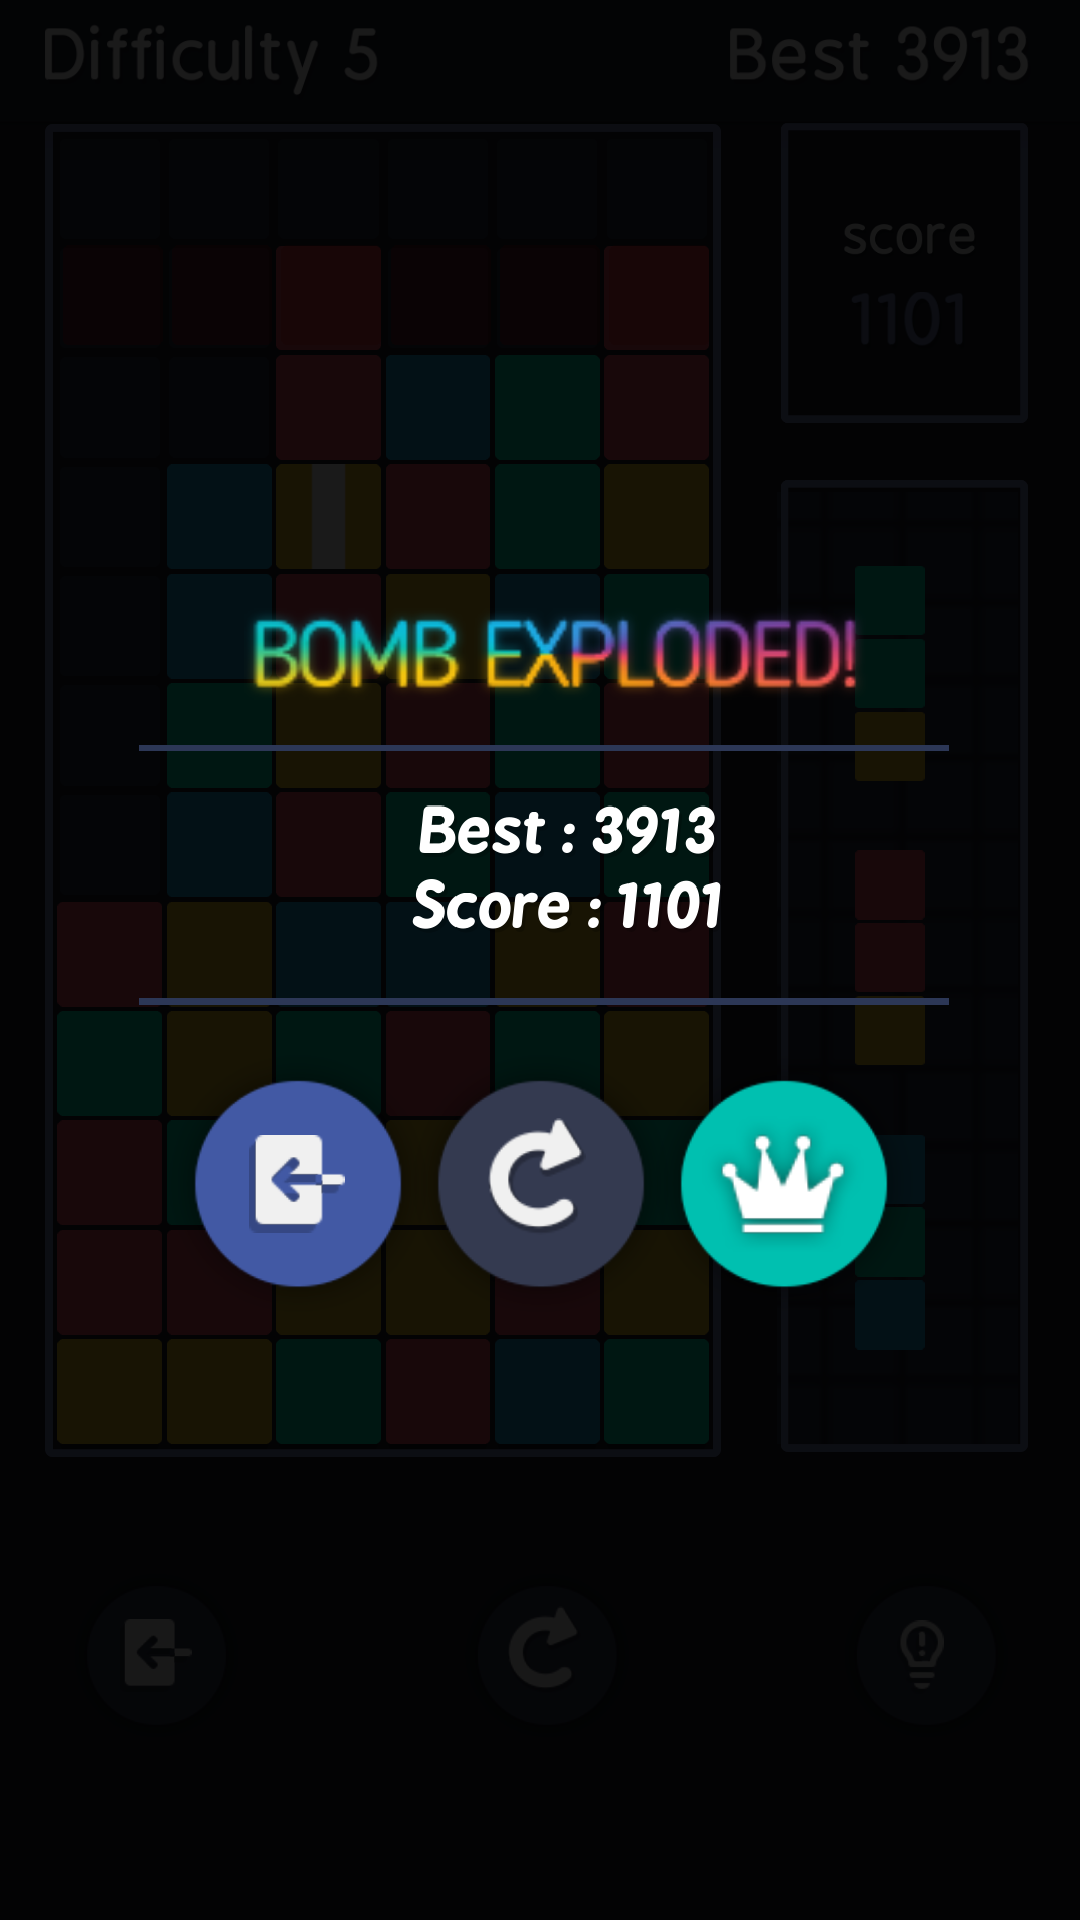 Difficulty 5
Best 3913
score
1101
BOMB EXPLODED!
Best : 3913
Score : 1101